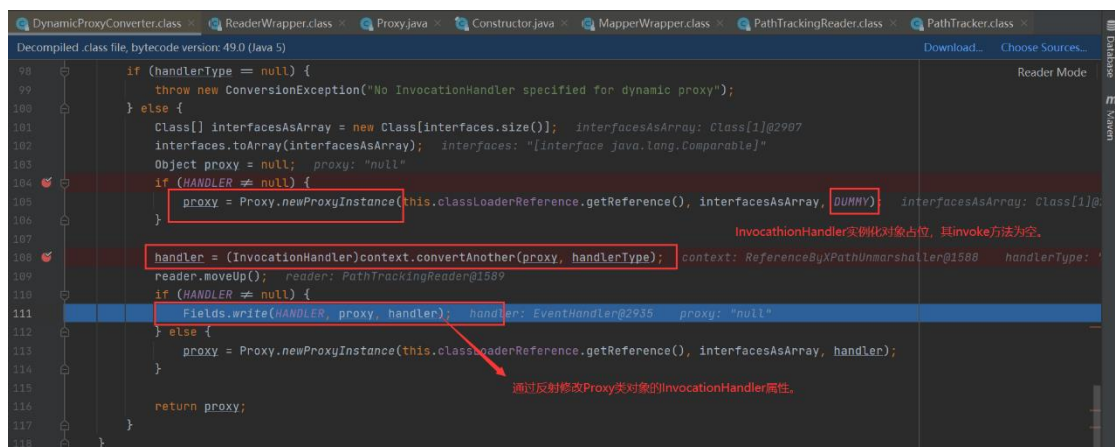 DynamicProxyConverter.class × ReaderWrapper.class × Proxy.java × Constructor.java × MapperWrapper.class × PathTrackingReader.class × PathTracker.class ×
Decompiled .class file, bytecode version: 49.0 (Java 5) Download... Choose Sources...
Reader Mode
Database
Maven
98 if (handlerType == null) {
99 throw new ConversionException("No InvocationHandler specified for dynamic proxy");
100 } else {
101 Class[] interfacesAsArray = new Class[interfaces.size()]; interfacesAsArray: Class[1]@2907
102 interfaces.toArray(interfacesAsArray); interfaces: "[interface java.lang.Comparable]"
103 Object proxy = null; proxy: "null"
104 if (HANDLER ≠ null) {
105 proxy = Proxy.newProxyInstance(this.classLoaderReference.getReference(), interfacesAsArray, DUMMY); interfacesAsArray: Class[1]@
106 }
InvocathionHandler实例化对象占位，其invoke方法为空。
107
108 handler = (InvocationHandler)context.convertAnother(proxy, handlerType); context: ReferenceByXPathUnmarshaller@1588 handlerType: "
109 reader.moveUp(); reader: PathTrackingReader@1589
110 if (HANDLER ≠ null) {
111 Fields.write(HANDLER, proxy, handler); handler: EventHandler@2935 proxy: "null"
112 } else {
113 proxy = Proxy.newProxyInstance(this.classLoaderReference.getReference(), interfacesAsArray, handler);
114 }
通过反射修改Proxy类对象的InvocationHandler属性。
115
116 return proxy;
117 }
118 }